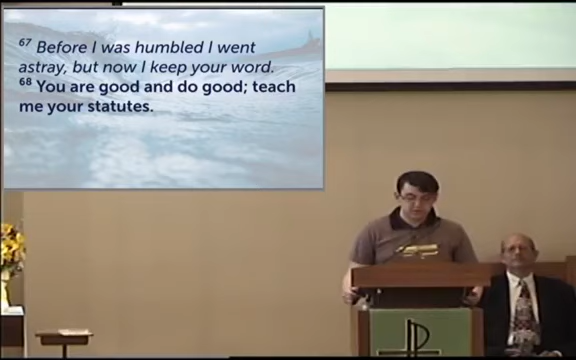 67 Before I was humbled I went
astray, but now I keep your word.
68 You are good and do good; teach
me your statutes.